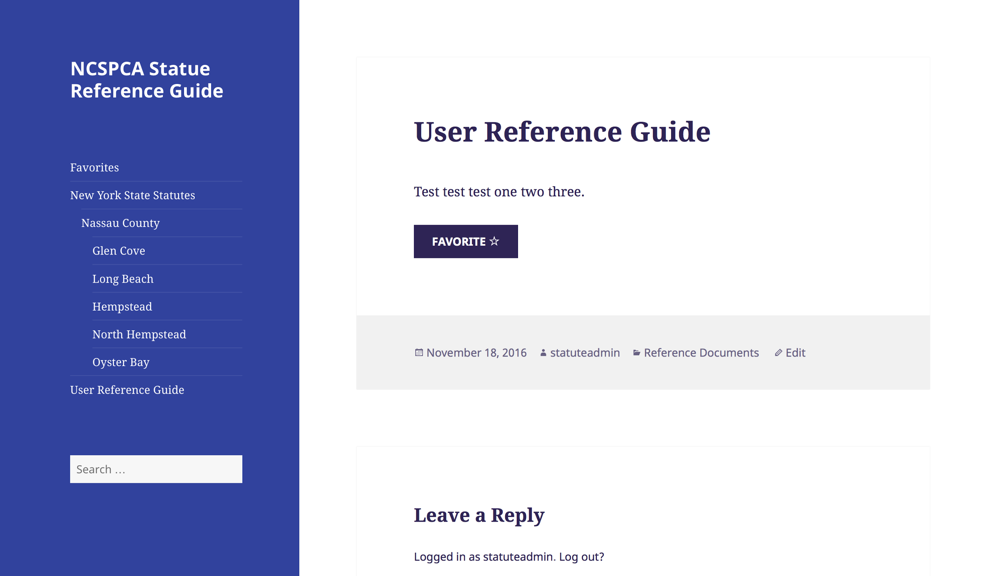 NCSPCA Statue
Reference Guide
Favorites
New York State Statutes
Nassau County
Glen Cove
Long Beach
Hempstead
North Hempstead
Oyster Bay
User Reference Guide
Search …
User Reference Guide
Test test test one two three.
FAVORITE ☆
November 18, 2016 statuteadmin Reference Documents Edit
Leave a Reply
Logged in as statuteadmin. Log out?